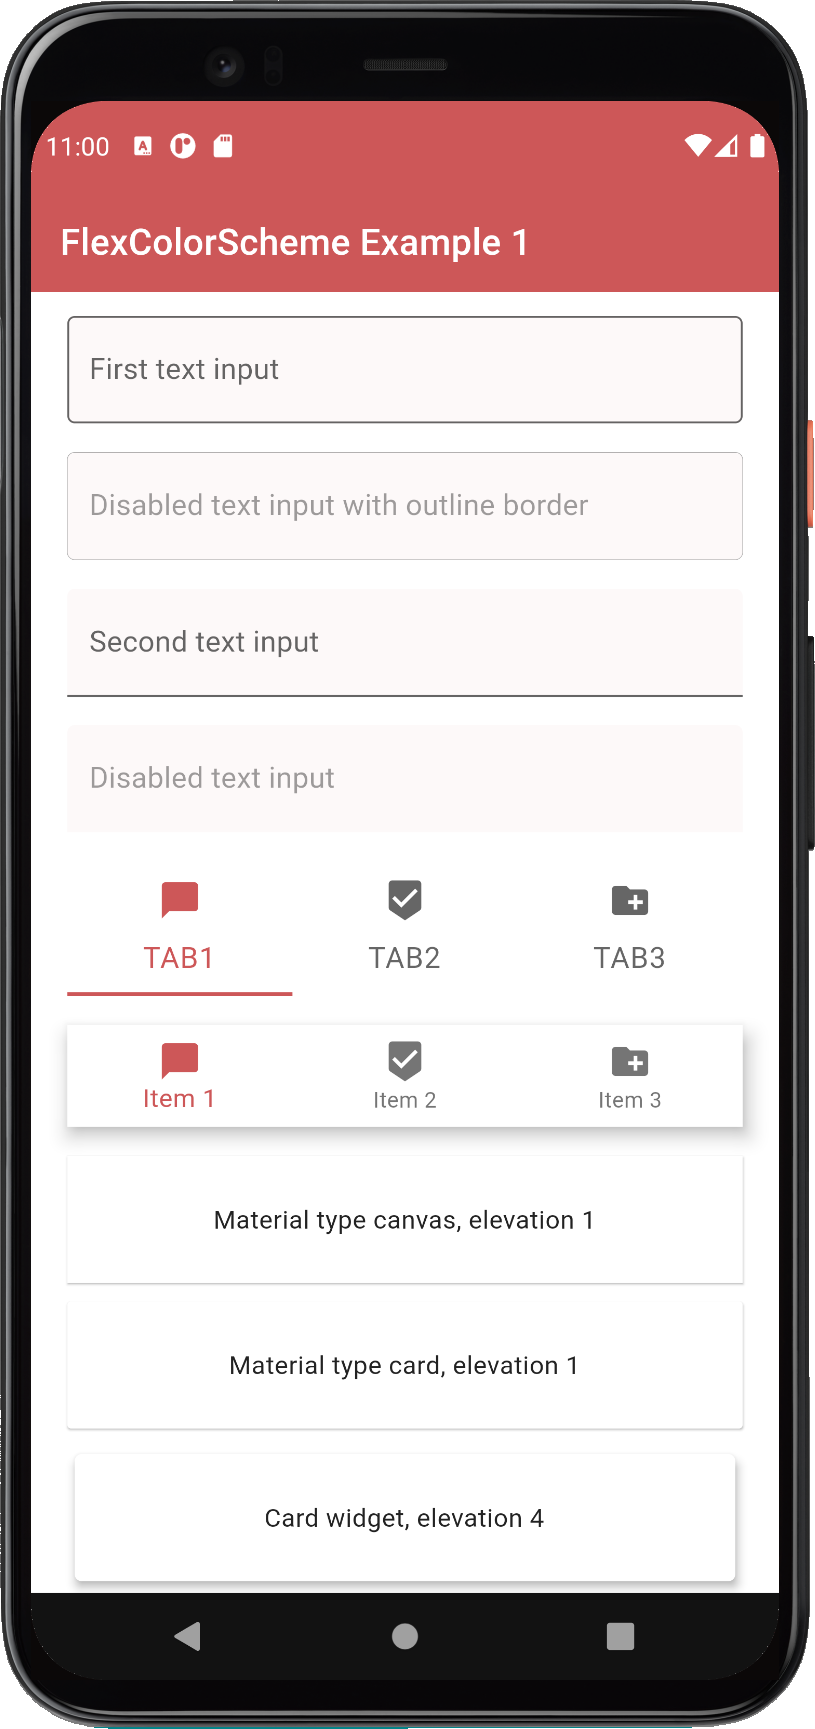 11:00
FlexColorScheme Example 1
First text input
Disabled text input with outline border
Second text input
Disabled text input
TAB1 TAB2 TAB3
Item 1 Item 2 Item 3
Material type canvas, elevation 1
Material type card, elevation 1
Card widget, elevation 4